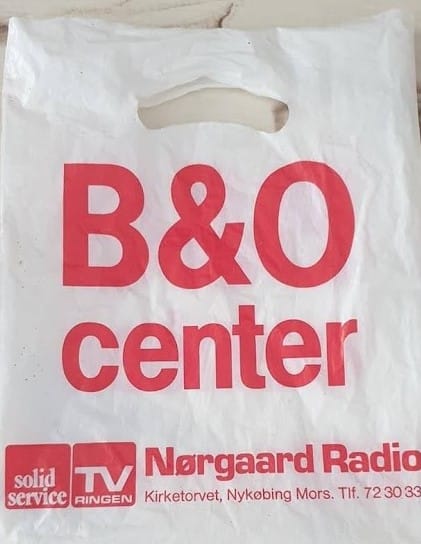 B&O
center
solid
service
TV
RINGEN
Nørgaard Radio
Kirketorvet, Nykøbing Mors. Tlf. 72 30 33